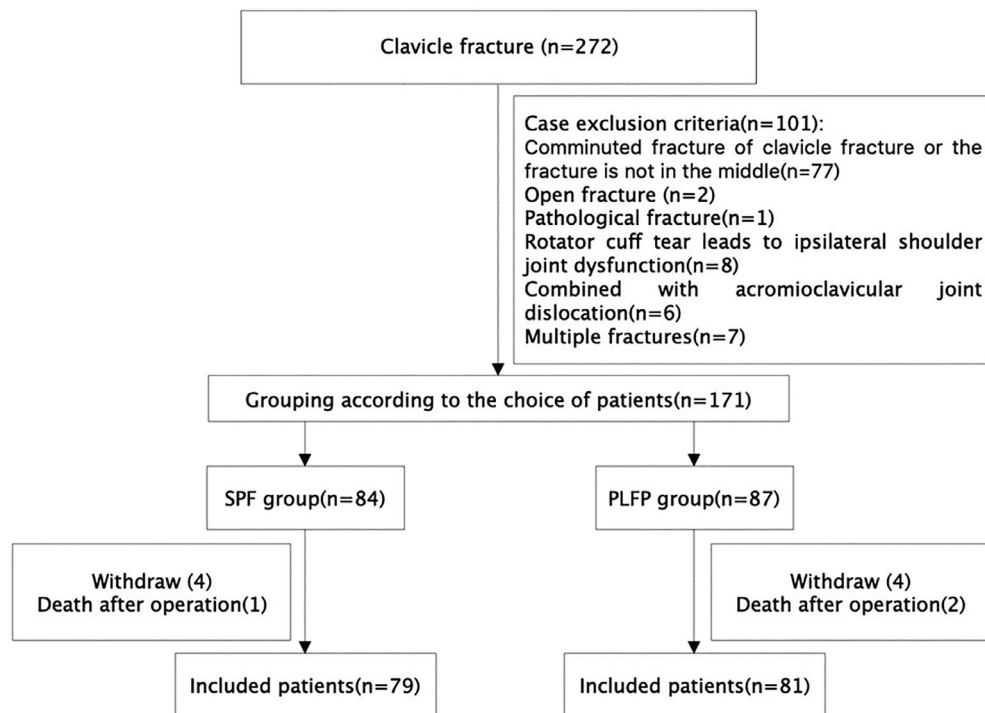 Clavicle fracture (n=272)
Case exclusion criteria(n=101):
Comminuted fracture of clavicle fracture or the
fracture is not in the middle(n=77)
Open fracture (n=2)
Pathological fracture(n=1)
Rotator cuff tear leads to ipsilateral shoulder
joint dysfunction(n=8)
Combined with acromioclavicular joint
dislocation(n=6)
Multiple fractures(n=7)
Grouping according to the choice of patients(n=171)
SPF group(n=84)
PLFP group(n=87)
Withdraw (4)
Death after operation(1)
Withdraw (4)
Death after operation(2)
Included patients(n=79)
Included patients(n=81)